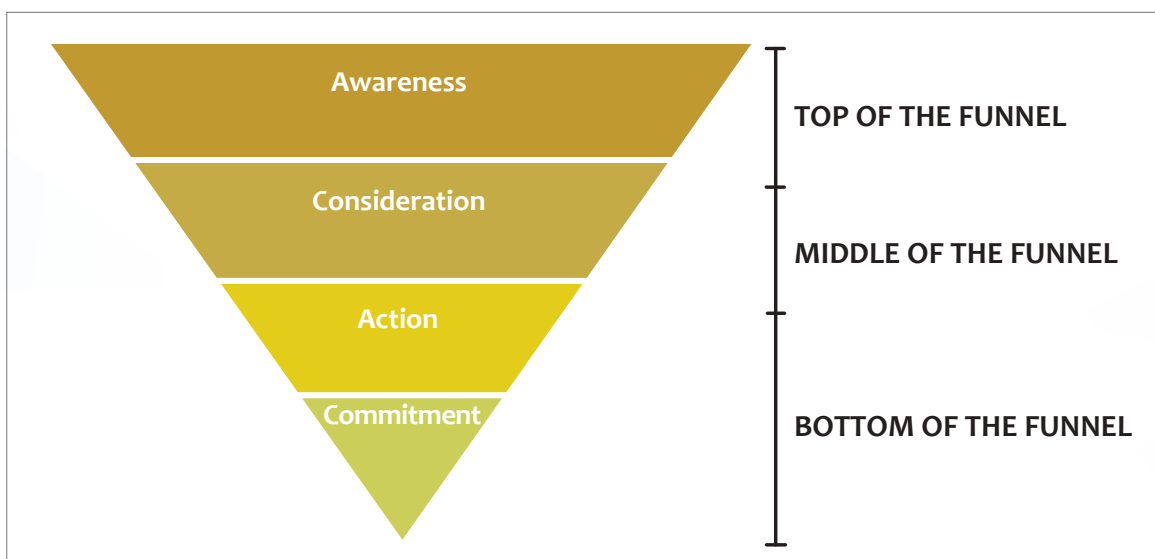 Awareness
TOP OF THE FUNNEL
Consideration
MIDDLE OF THE FUNNEL
Action
Commitment
BOTTOM OF THE FUNNEL